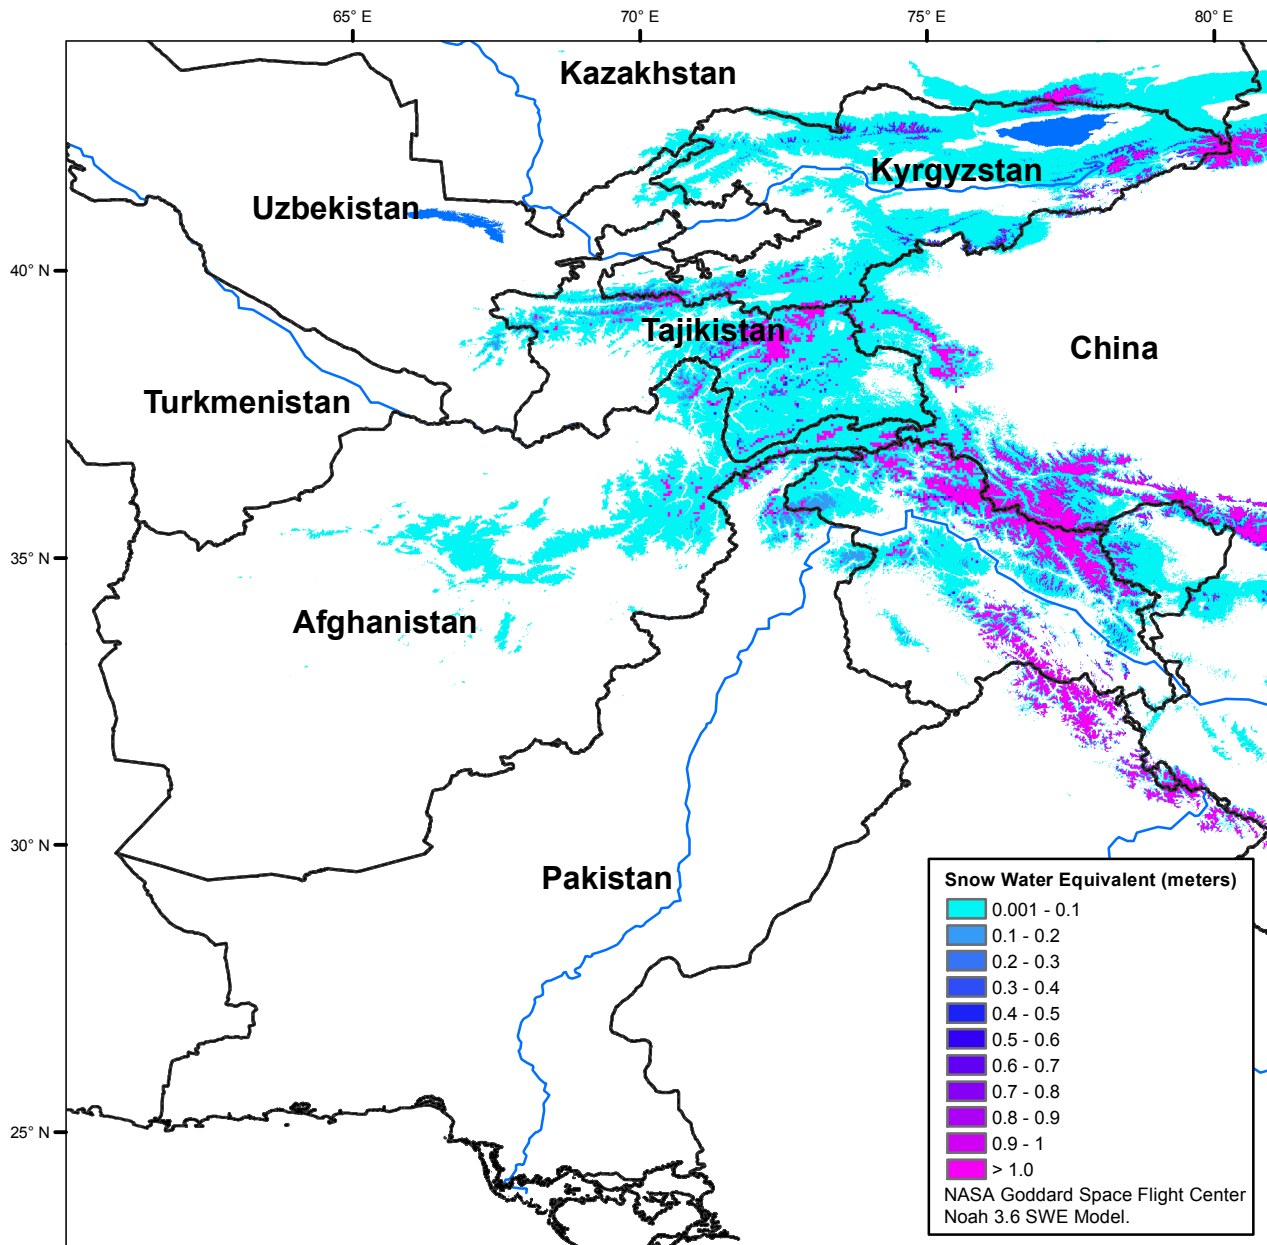 65° E
70° E
75° E
80° E
Kazakhstan
Kyrgyzstan
Uzbekistan
40° N
Tajikistan
China
Turkmenistan
35° N
Afghanistan
30° N
Pakistan
25° N
Snow Water Equivalent (meters)
0.001 - 0.1
0.1 - 0.2
0.2 - 0.3
0.3 - 0.4
0.4 - 0.5
0.5 - 0.6
0.6 - 0.7
0.7 - 0.8
0.8 - 0.9
0.9 - 1
> 1.0
NASA Goddard Space Flight Center
Noah 3.6 SWE Model.